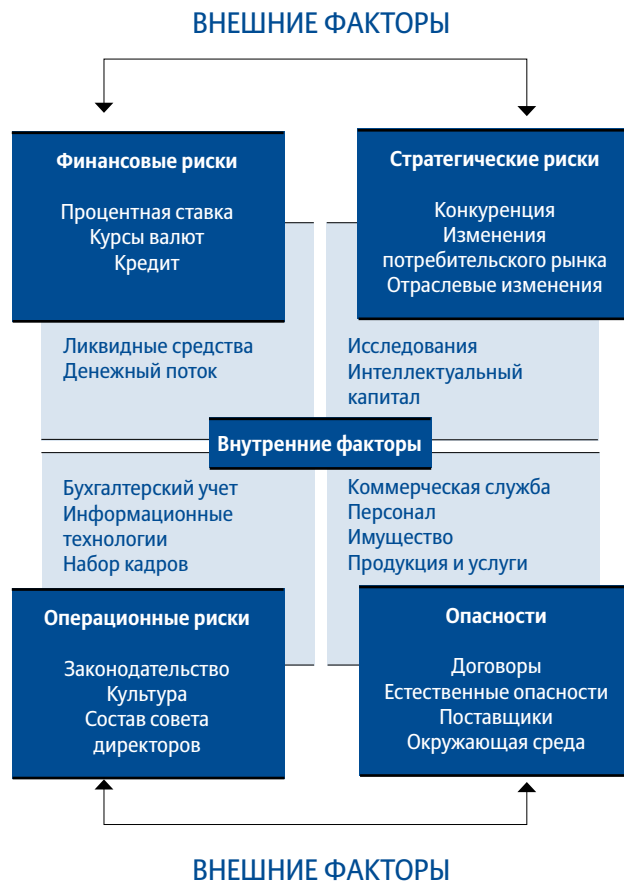 ВНЕШНИЕ ФАКТОРЫ
Финансовые риски
Процентная ставка
Курсы валют
Кредит
Стратегические риски
Конкуренция
Изменения
потребительского рынка
Отраслевые изменения
Ликвидные средства
Денежный поток
Исследования
Интеллектуальный
капитал
Внутренние факторы
Бухгалтерский учет
Информационные
технологии
Набор кадров
Коммерческая служба
Персонал
Имущество
Продукция и услуги
Операционные риски
Законодательство
Культура
Состав совета
директоров
Опасности
Договоры
Естественные опасности
Поставщики
Окружающая среда
ВНЕШНИЕ ФАКТОРЫ